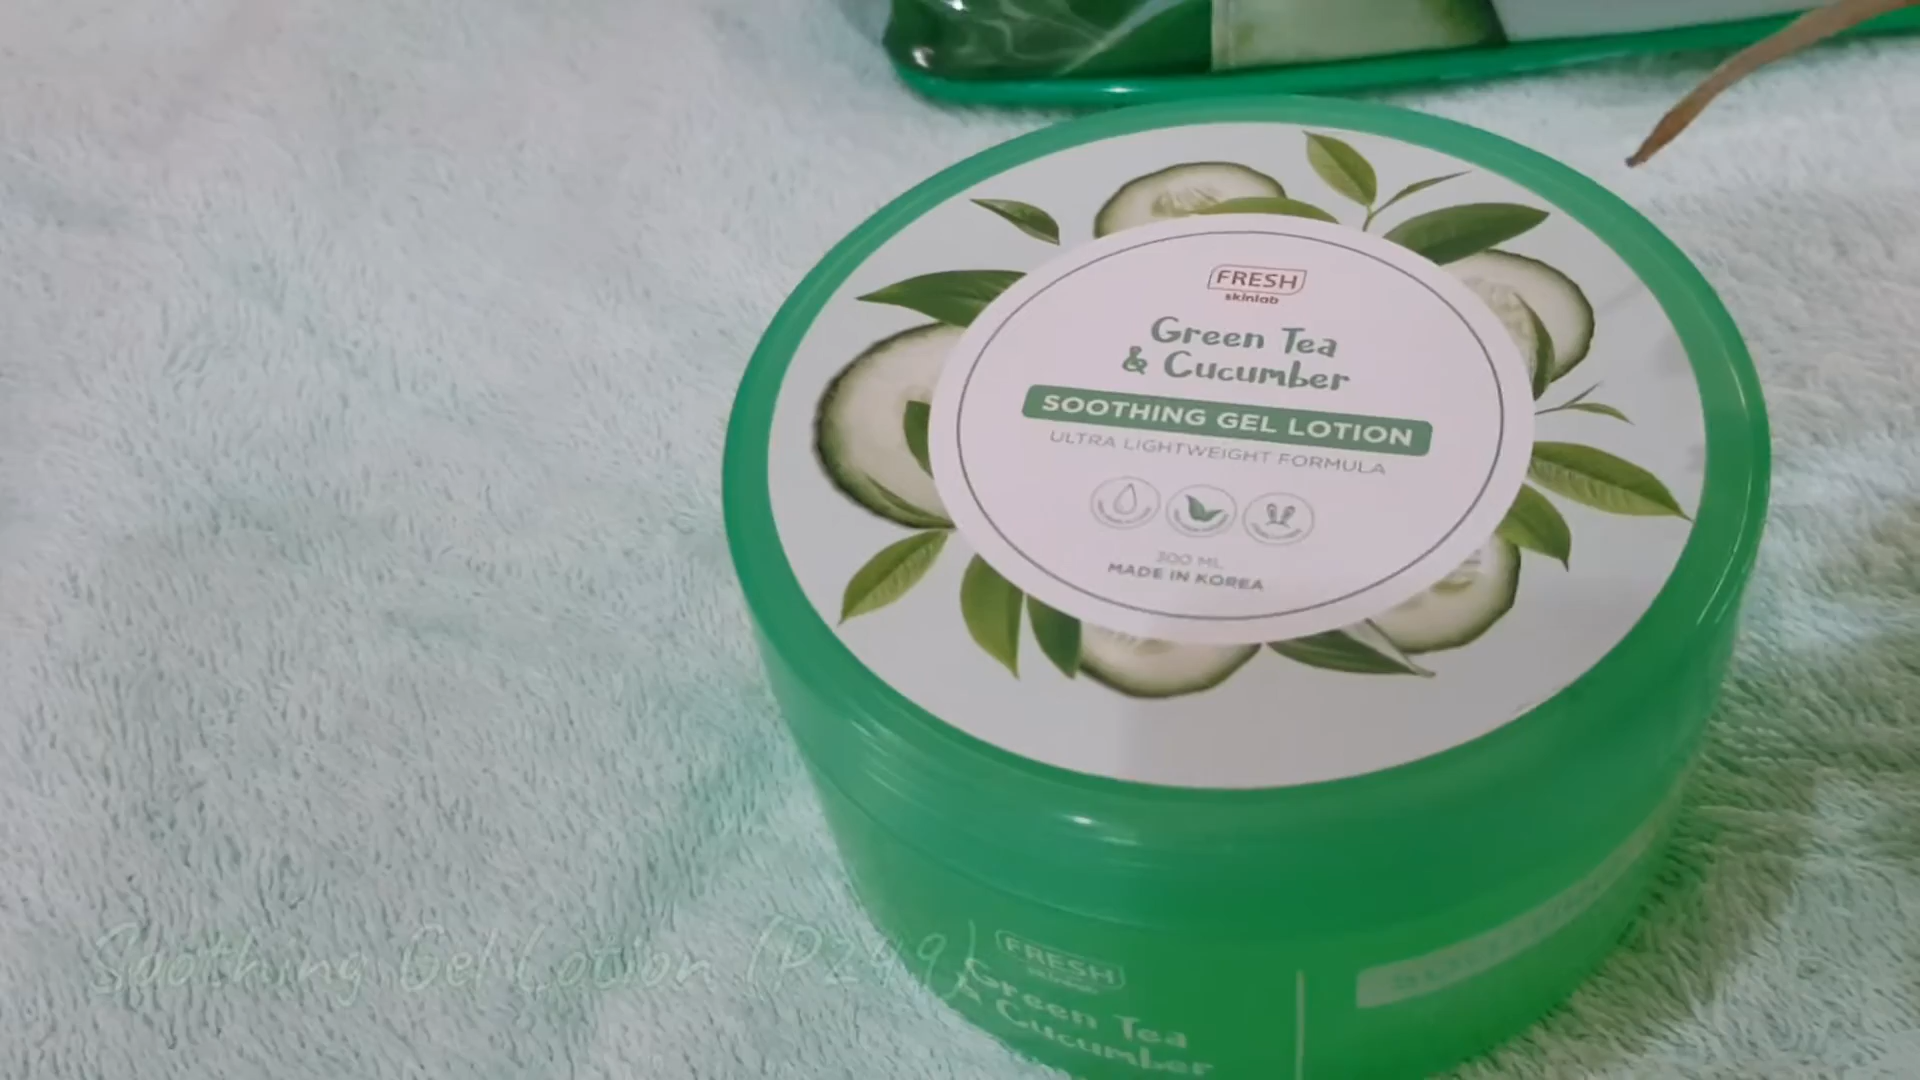 FRESH
skinlab
Green Tea
& Cucumber
SOOTHING GEL LOTION
ULTRA LIGHTWEIGHT FORMULA
300 ML
MADE IN KOREA
Soothing Gel Lotion (P249)
FRESH
skinlab
Green Tea
& Cucumber